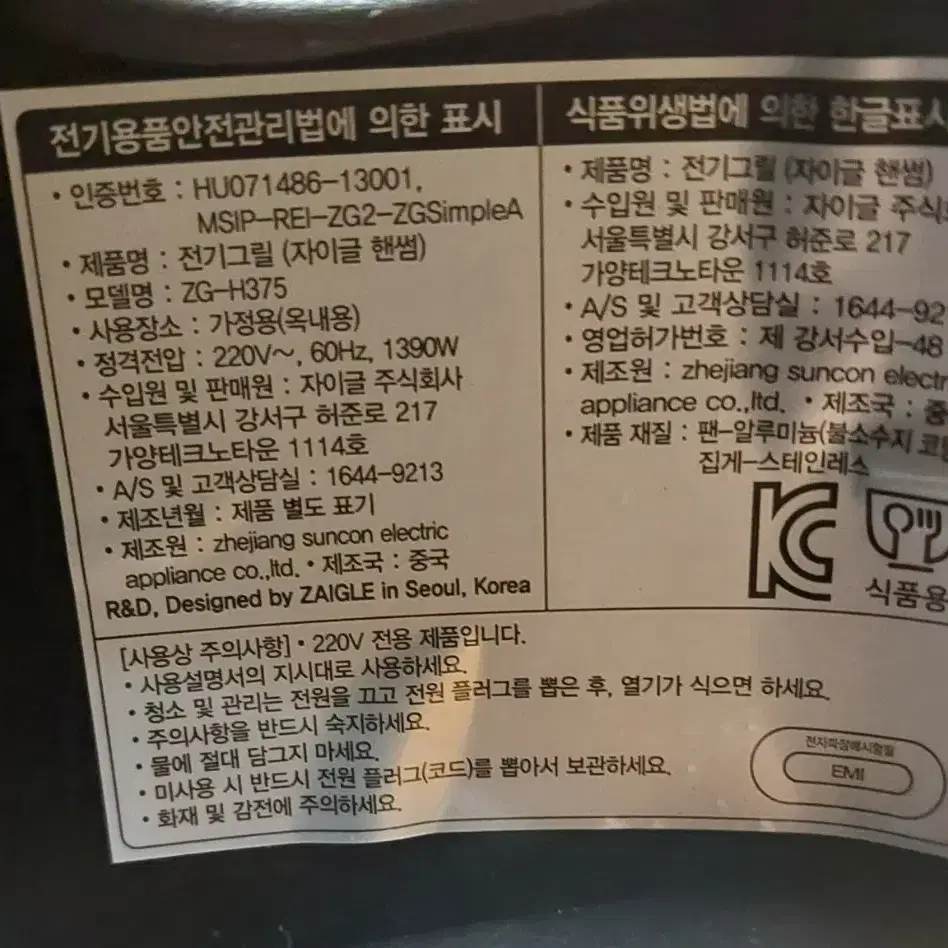 전기용품안전관리법에 의한 표시
• 인증번호 : HU071486-13001,
MSIP-REI-ZG2-ZGSimpleA
• 제품명 : 전기그릴 (자이글 핸썸)
• 모델명 : ZG-H375
• 사용장소 : 가정용(옥내용)
• 정격전압 : 220V~, 60Hz, 1390W
• 수입원 및 판매원 : 자이글 주식회사
서울특별시 강서구 허준로 217
가양테크노타운 1114호
• A/S 및 고객상담실 : 1644-9213
• 제조년월 : 제품 별도 표기
• 제조원 : zhejiang suncon electric
appliance co.,ltd. • 제조국 : 중국
R&D, Designed by ZAIGLE in Seoul, Korea
식품위생법에 의한 한글표시
• 제품명 : 전기그릴 (자이글 핸썸)
• 수입원 및 판매원 : 자이글 주식
서울특별시 강서구 허준로 217
가양테크노타운 1114호
• A/S 및 고객상담실 : 1644-92
• 영업허가번호 : 제 강서수입-48
• 제조원 : zhejiang suncon electr
appliance co.,ltd. • 제조국 :
• 제품 재질 : 팬-알루미늄(불소수지 코
집게-스테인레스
KC
식품용
[사용상 주의사항] • 220V 전용 제품입니다.
• 사용설명서의 지시대로 사용하세요.
• 청소 및 관리는 전원을 끄고 전원 플러그를 뽑은 후, 열기가 식으면 하세요.
• 주의사항을 반드시 숙지하세요.
• 물에 절대 담그지 마세요.
• 미사용 시 반드시 전원 플러그(코드)를 뽑아서 보관하세요.
• 화재 및 감전에 주의하세요.
EMI